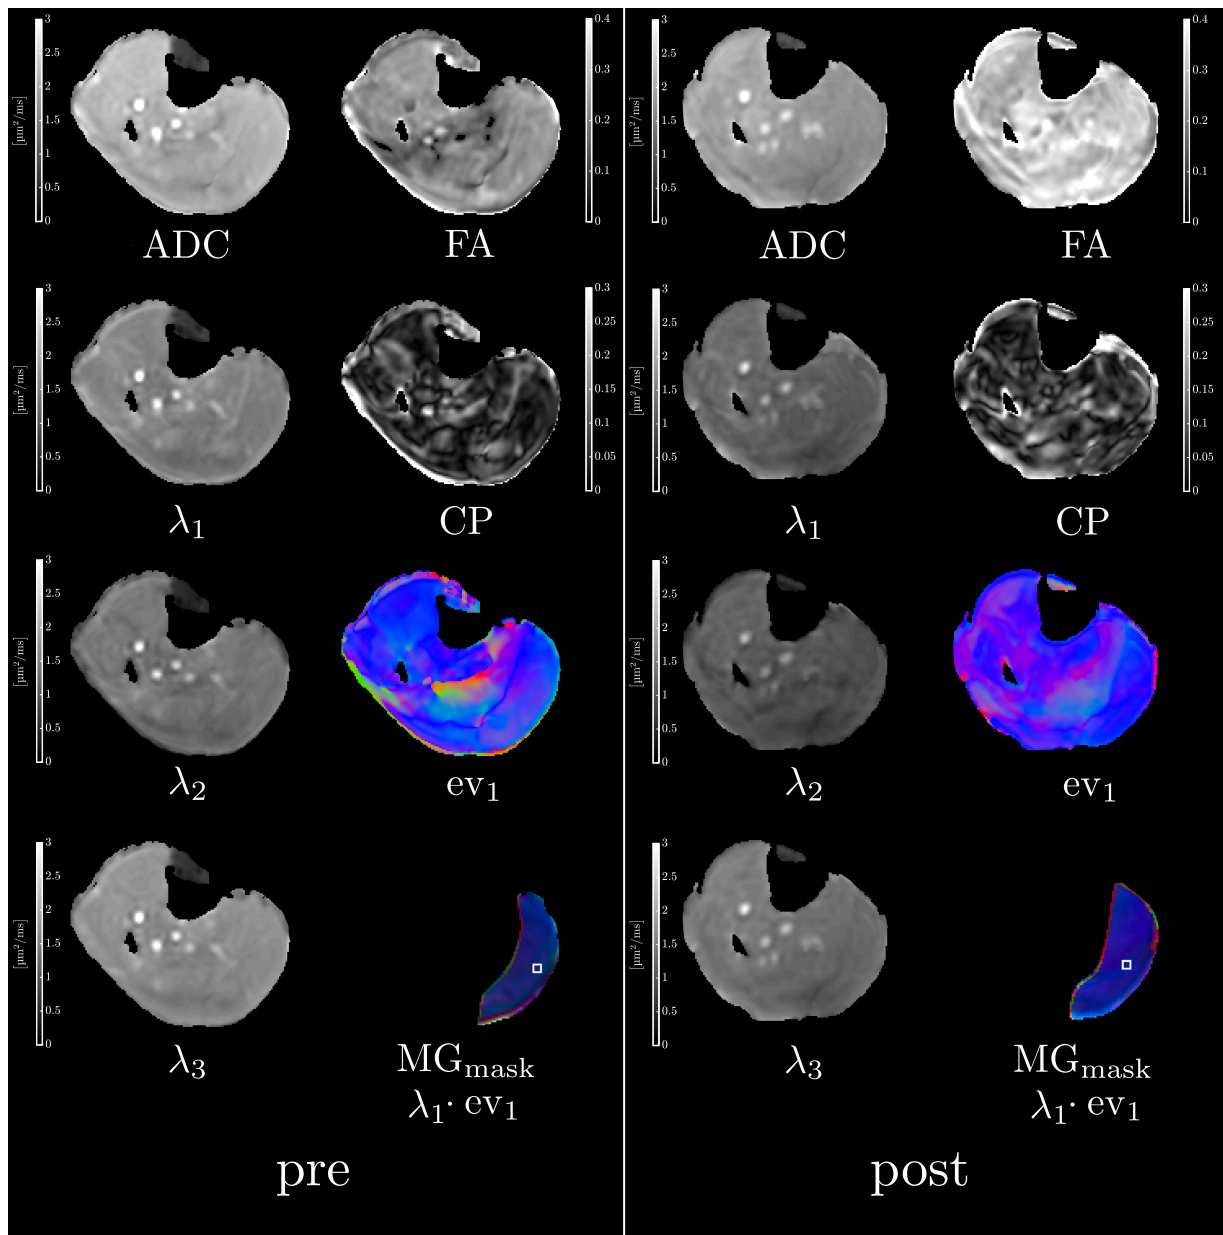 3
2.5
2
1.5
1
0.5
0
[μm²/ms]
ADC
0.4
0.3
0.2
0.1
0
FA
3
2.5
2
1.5
1
0.5
0
[μm²/ms]
ADC
0.4
0.3
0.2
0.1
0
FA
3
2.5
2
1.5
1
0.5
0
[μm²/ms]
λ₁
0.3
0.25
0.2
0.15
0.1
0.05
0
CP
3
2.5
2
1.5
1
0.5
0
[μm²/ms]
λ₁
0.3
0.25
0.2
0.15
0.1
0.05
0
CP
3
2.5
2
1.5
1
0.5
0
[μm²/ms]
λ₂
ev₁
3
2.5
2
1.5
1
0.5
0
[μm²/ms]
λ₂
ev₁
3
2.5
2
1.5
1
0.5
0
[μm²/ms]
λ₃
MGmask
λ₁· ev₁
3
2.5
2
1.5
1
0.5
0
[μm²/ms]
λ₃
MGmask
λ₁· ev₁
pre
post